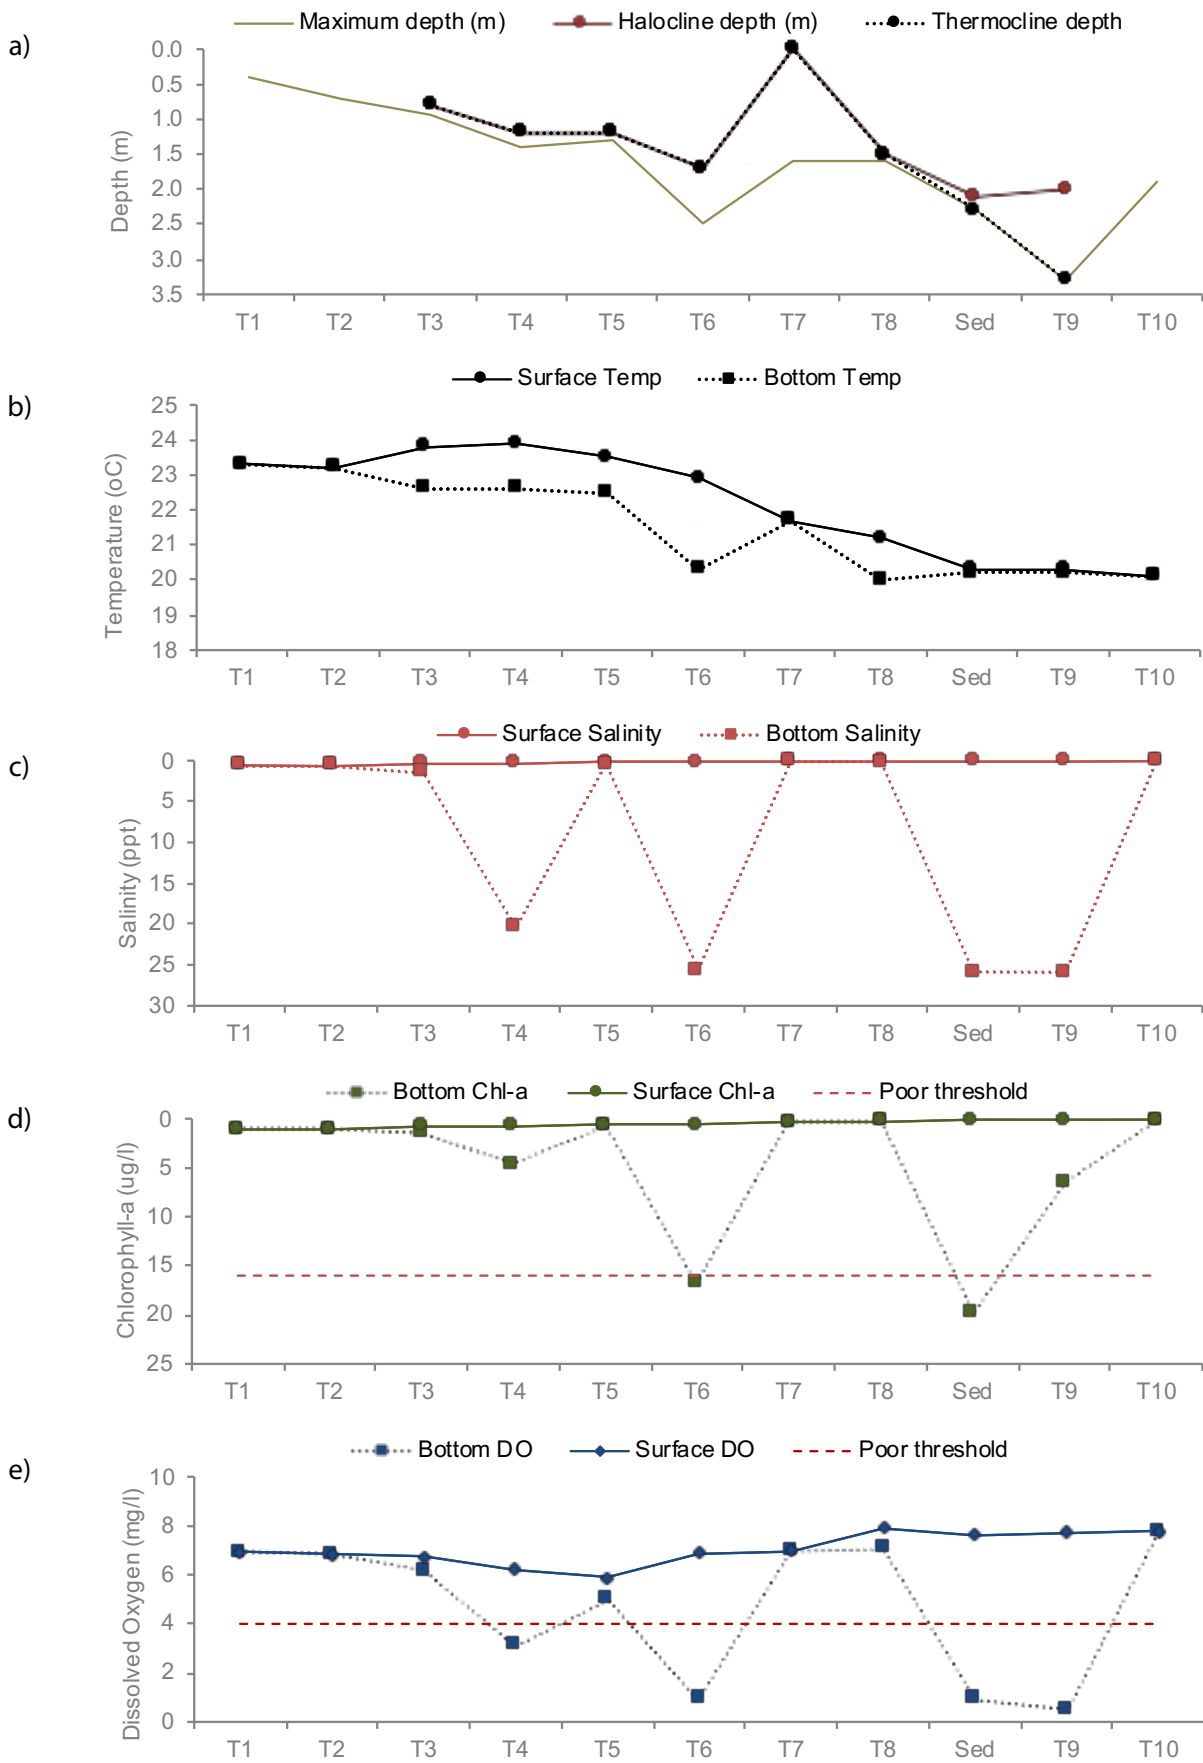 a)
Maximum depth (m) Halocline depth (m) Thermocline depth
Depth (m)
0.0
0.5
1.0
1.5
2.0
2.5
3.0
3.5
T1 T2 T3 T4 T5 T6 T7 T8 Sed T9 T10
b)
Surface Temp Bottom Temp
Temperature (oC)
25
24
23
22
21
20
19
18
T1 T2 T3 T4 T5 T6 T7 T8 Sed T9 T10
c)
Surface Salinity Bottom Salinity
Salinity (ppt)
0
5
10
15
20
25
30
T1 T2 T3 T4 T5 T6 T7 T8 Sed T9 T10
d)
Bottom Chl-a Surface Chl-a Poor threshold
Chlorophyll-a (ug/l)
0
5
10
15
20
25
T1 T2 T3 T4 T5 T6 T7 T8 Sed T9 T10
e)
Bottom DO Surface DO Poor threshold
Dissolved Oxygen (mg/l)
10
8
6
4
2
0
T1 T2 T3 T4 T5 T6 T7 T8 Sed T9 T10